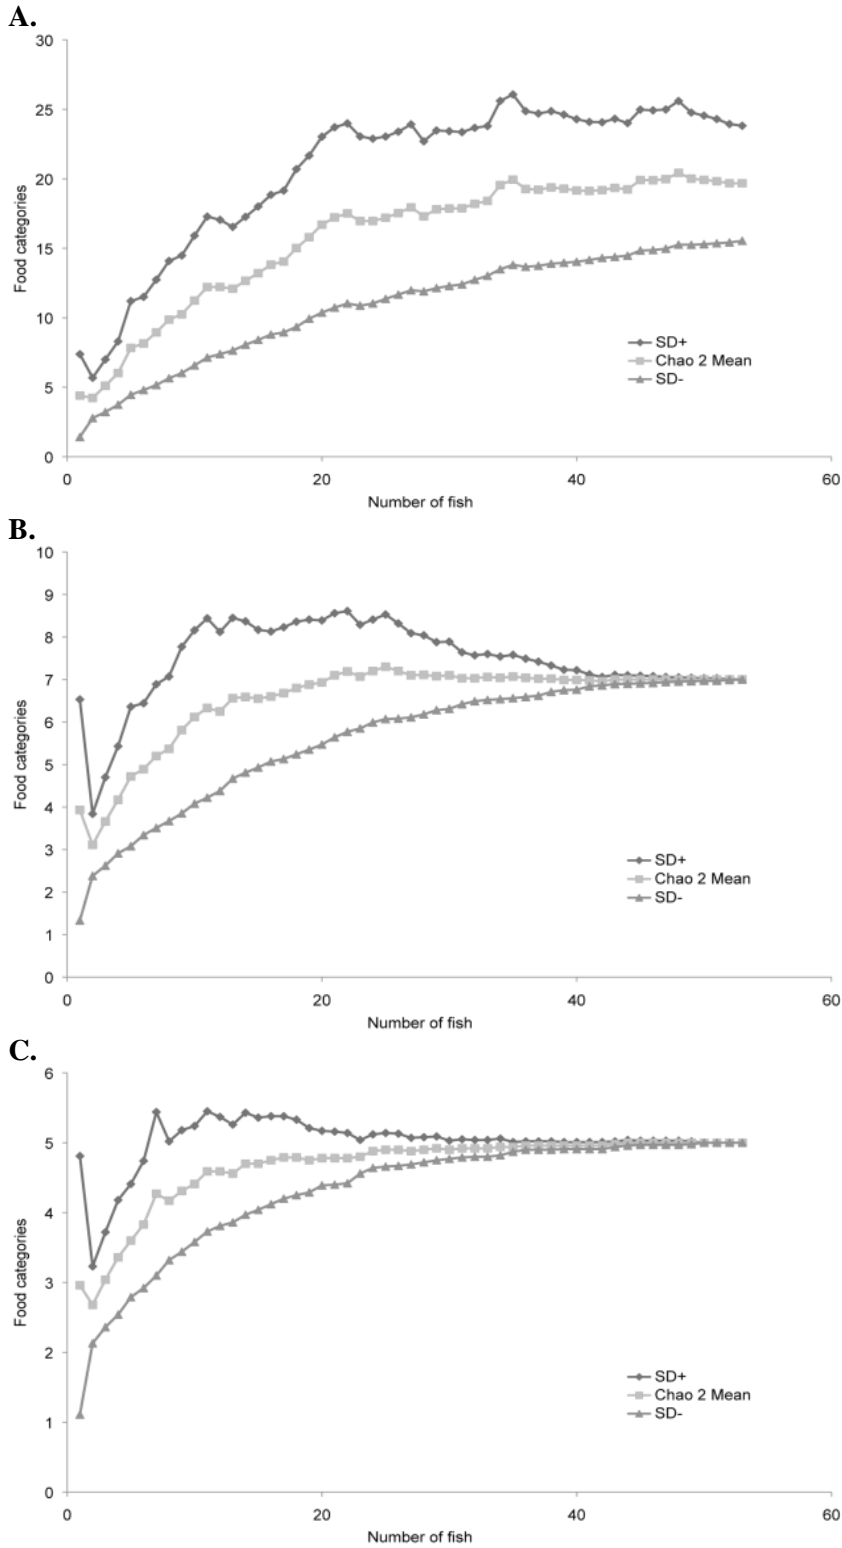 A.
30
25
20
15
10
5
0
Food categories
SD+
Chao 2 Mean
SD-
0 20 40 60
Number of fish
B.
10
9
8
7
6
5
4
3
2
1
0
Food categories
SD+
Chao 2 Mean
SD-
0 20 40 60
Number of fish
C.
6
5
4
3
2
1
0
Food categories
SD+
Chao 2 Mean
SD-
0 20 40 60
Number of fish